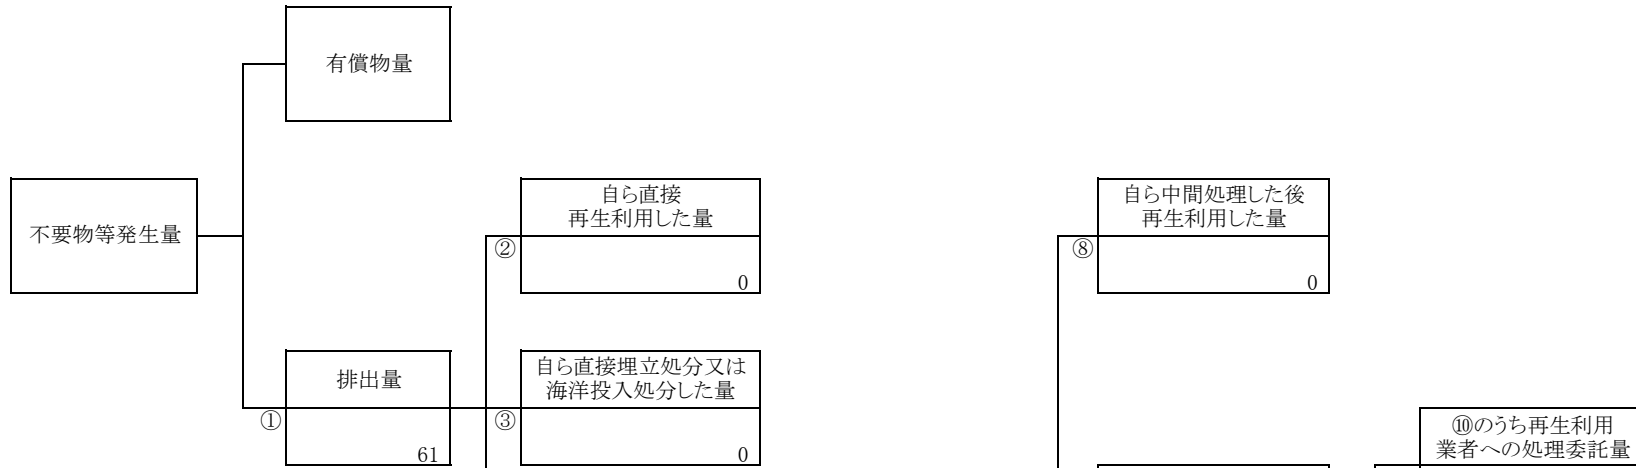 有償物量
不要物等発生量
自ら直接
再生利用した量
②
0
自ら中間処理した後
再生利用した量
⑧
0
排出量
①
61
自ら直接埋立処分又は
海洋投入処分した量
③
0
⑩のうち再生利用
業者への処理委託量